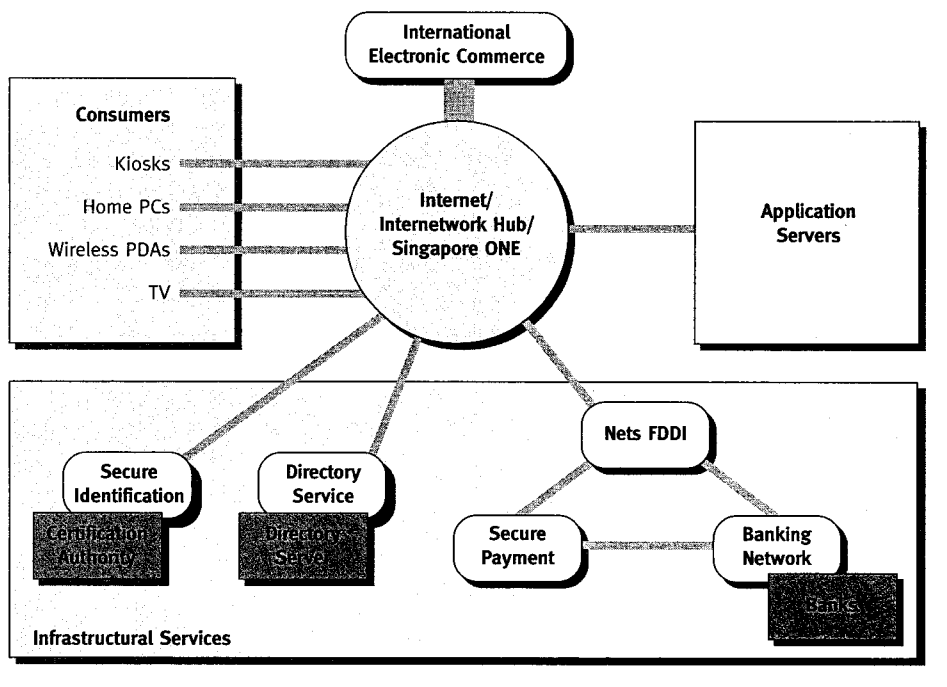 International
Electronic Commerce
Consumers
Kiosks
Home PCs
Wireless PDAs
TV
Internet/
Internetwork Hub/
Singapore ONE
Application
Servers
Nets FDDI
Secure
Identification
Certification
Authority
Directory
Service
Directory
Server
Secure
Payment
Banking
Network
Banks
Infrastructural Services